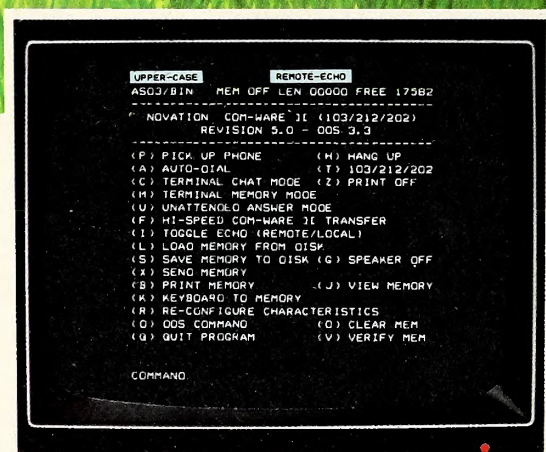 UPPER-CASE REMOTE-ECHO
AS03/BIN MEM OFF LEN 00000 FREE 17582
NOVATION COM-WARE ][ (103/212/202)
REVISION 5.0 - DOS 3.3
(P) PICK UP PHONE (H) HANG UP
(A) AUTO-DIAL (T) 103/212/202
(C) TERMINAL CHAT MODE (Z) PRINT OFF
(M) TERMINAL MEMORY MODE
(U) UNATTENDED ANSWER MODE
(F) HI-SPEED COM-WARE ][ TRANSFER
(I) TOGGLE ECHO (REMOTE/LOCAL)
(L) LOAD MEMORY FROM DISK
(S) SAVE MEMORY TO DISK (G) SPEAKER OFF
(X) SEND MEMORY
(B) PRINT MEMORY (J) VIEW MEMORY
(K) KEYBOARD TO MEMORY
(R) RE-CONFIGURE CHARACTERISTICS
(D) DOS COMMAND (O) CLEAR MEM
(Q) QUIT PROGRAM (V) VERIFY MEM
COMMAND